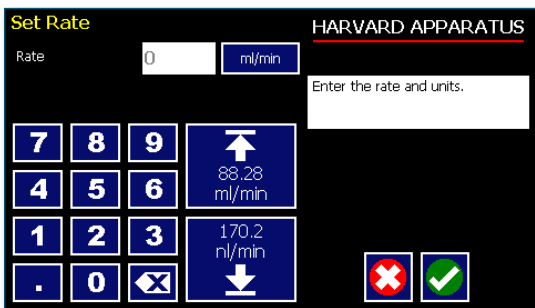 Set Rate
HARVARD APPARATUS
Rate 0 ml/min
Enter the rate and units.
7 8 9
88.28
ml/min
4 5 6
1 2 3
170.2
nl/min
. 0